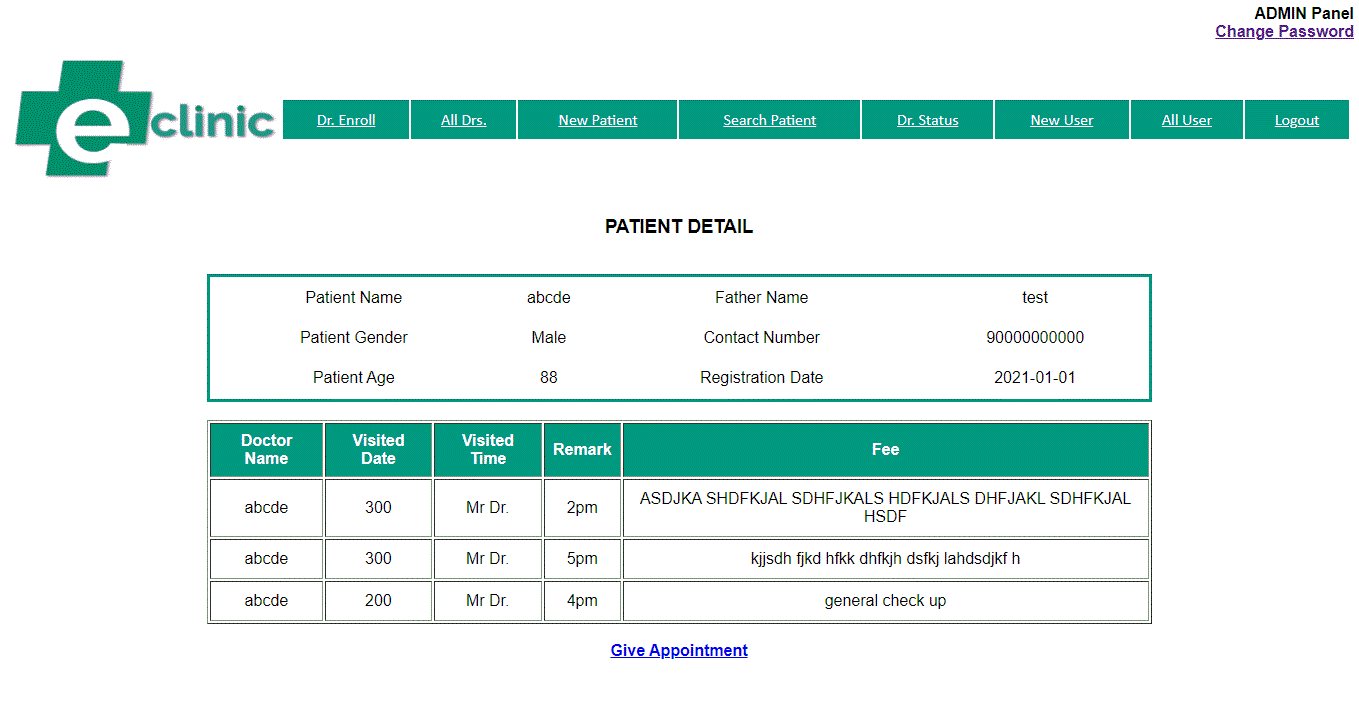 ADMIN Panel
Change Password
eclinic
Dr. Enroll All Drs. New Patient Search Patient Dr. Status New User All User Logout
PATIENT DETAIL
Patient Name abcde Father Name test
Patient Gender Male Contact Number 90000000000
Patient Age 88 Registration Date 2021-01-01
Doctor Name Visited Date Visited Time Remark Fee
abcde 300 Mr Dr. 2pm ASDJKA SHDFKJAL SDHFJKALS HDFKJALS DHFJAKL SDHFKJAL
HSDF
abcde 300 Mr Dr. 5pm kjjsdh fjkd hfkk dhfkjh dsfkj lahdsdjkf h
abcde 200 Mr Dr. 4pm general check up
Give Appointment